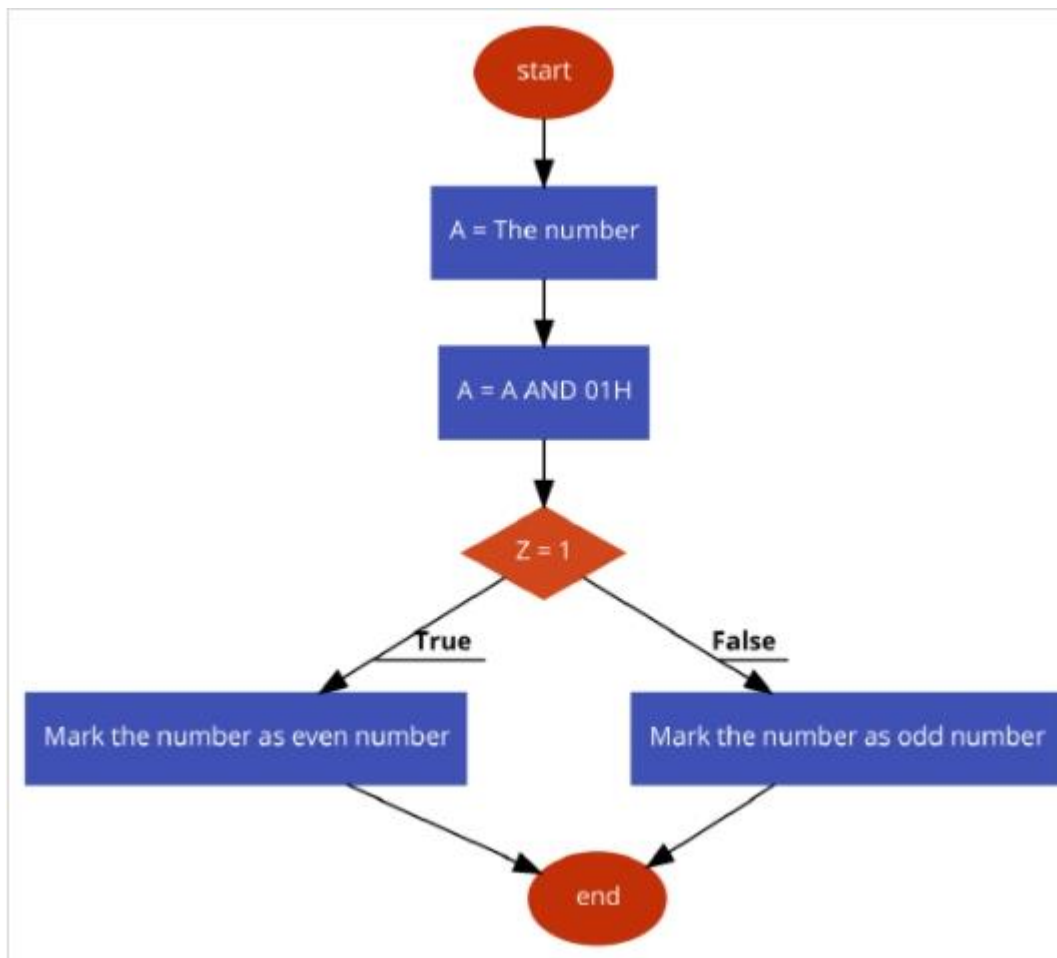 start
A = The number
A = A AND 01H
Z = 1
True
False
Mark the number as even number
Mark the number as odd number
end